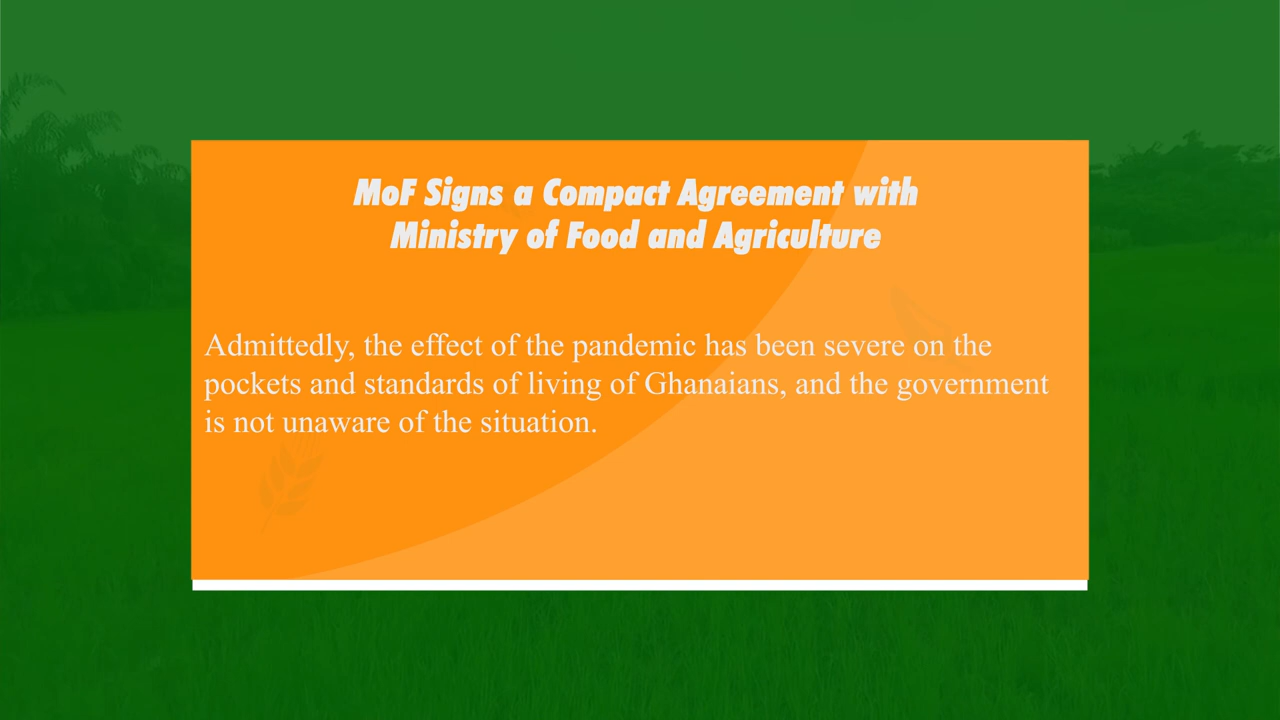 MoF Signs a Compact Agreement with
Ministry of Food and Agriculture
Admittedly, the effect of the pandemic has been severe on the
pockets and standards of living of Ghanaians, and the government
is not unaware of the situation.